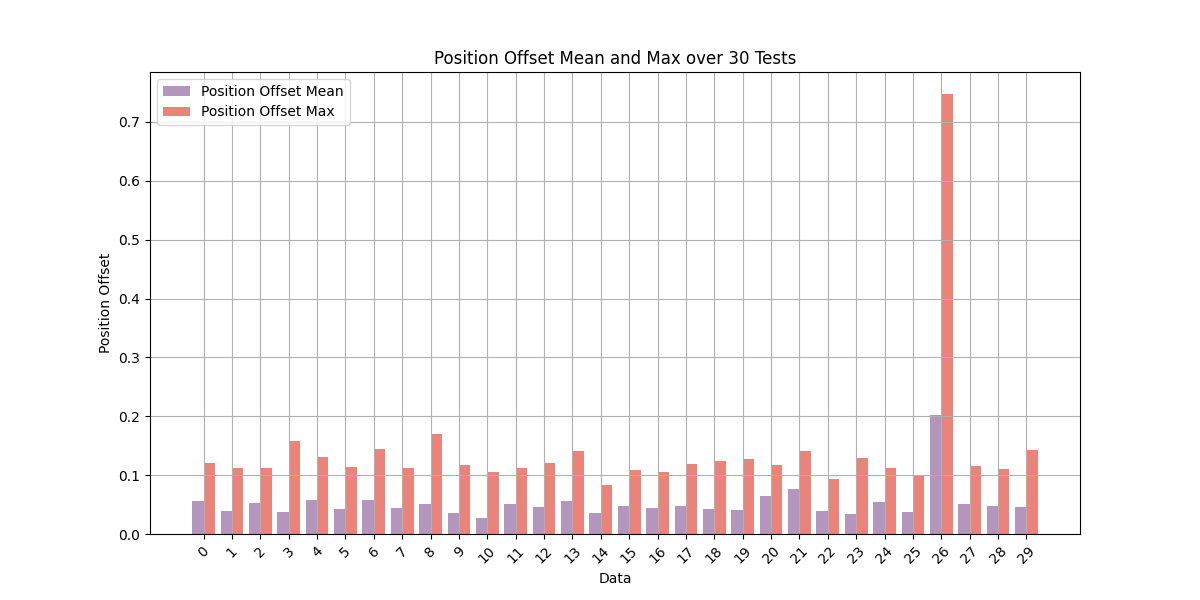 Position Offset Mean and Max over 30 Tests
Position Offset Mean
Position Offset Max
Position Offset
0.7
0.6
0.5
0.4
0.3
0.2
0.1
0.0
0 1 2 3 4 5 6 7 8 9 10 11 12 13 14 15 16 17 18 19 20 21 22 23 24 25 26 27 28 29
Data